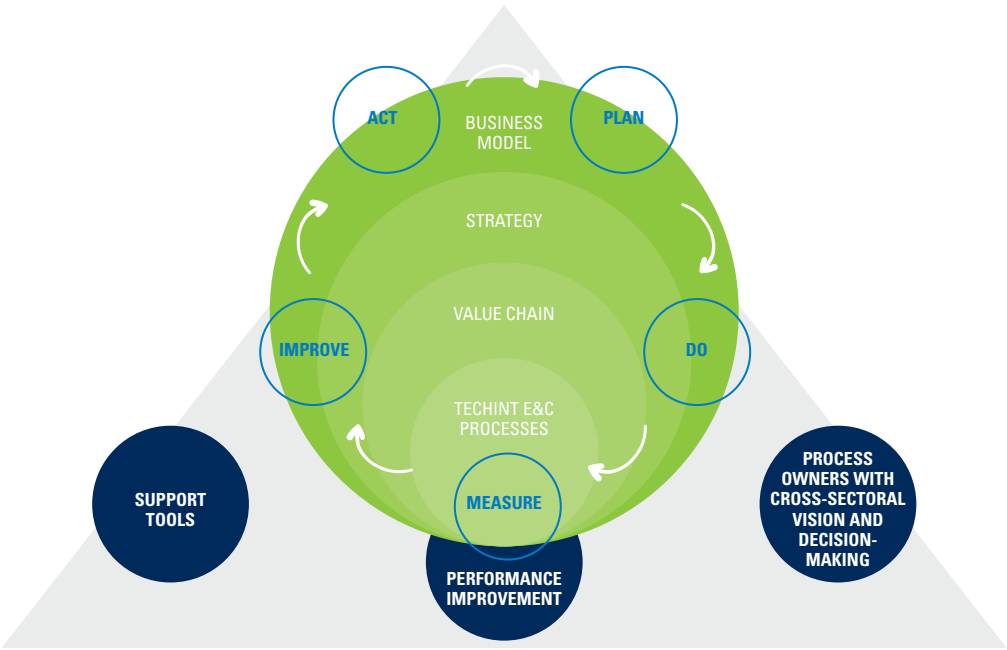 ACT
BUSINESS
MODEL
PLAN
STRATEGY
VALUE CHAIN
IMPROVE
DO
TECHINT E&C
PROCESSES
MEASURE
SUPPORT
TOOLS
PROCESS
OWNERS WITH
CROSS-SECTORAL
VISION AND
DECISION-
MAKING
PERFORMANCE
IMPROVEMENT